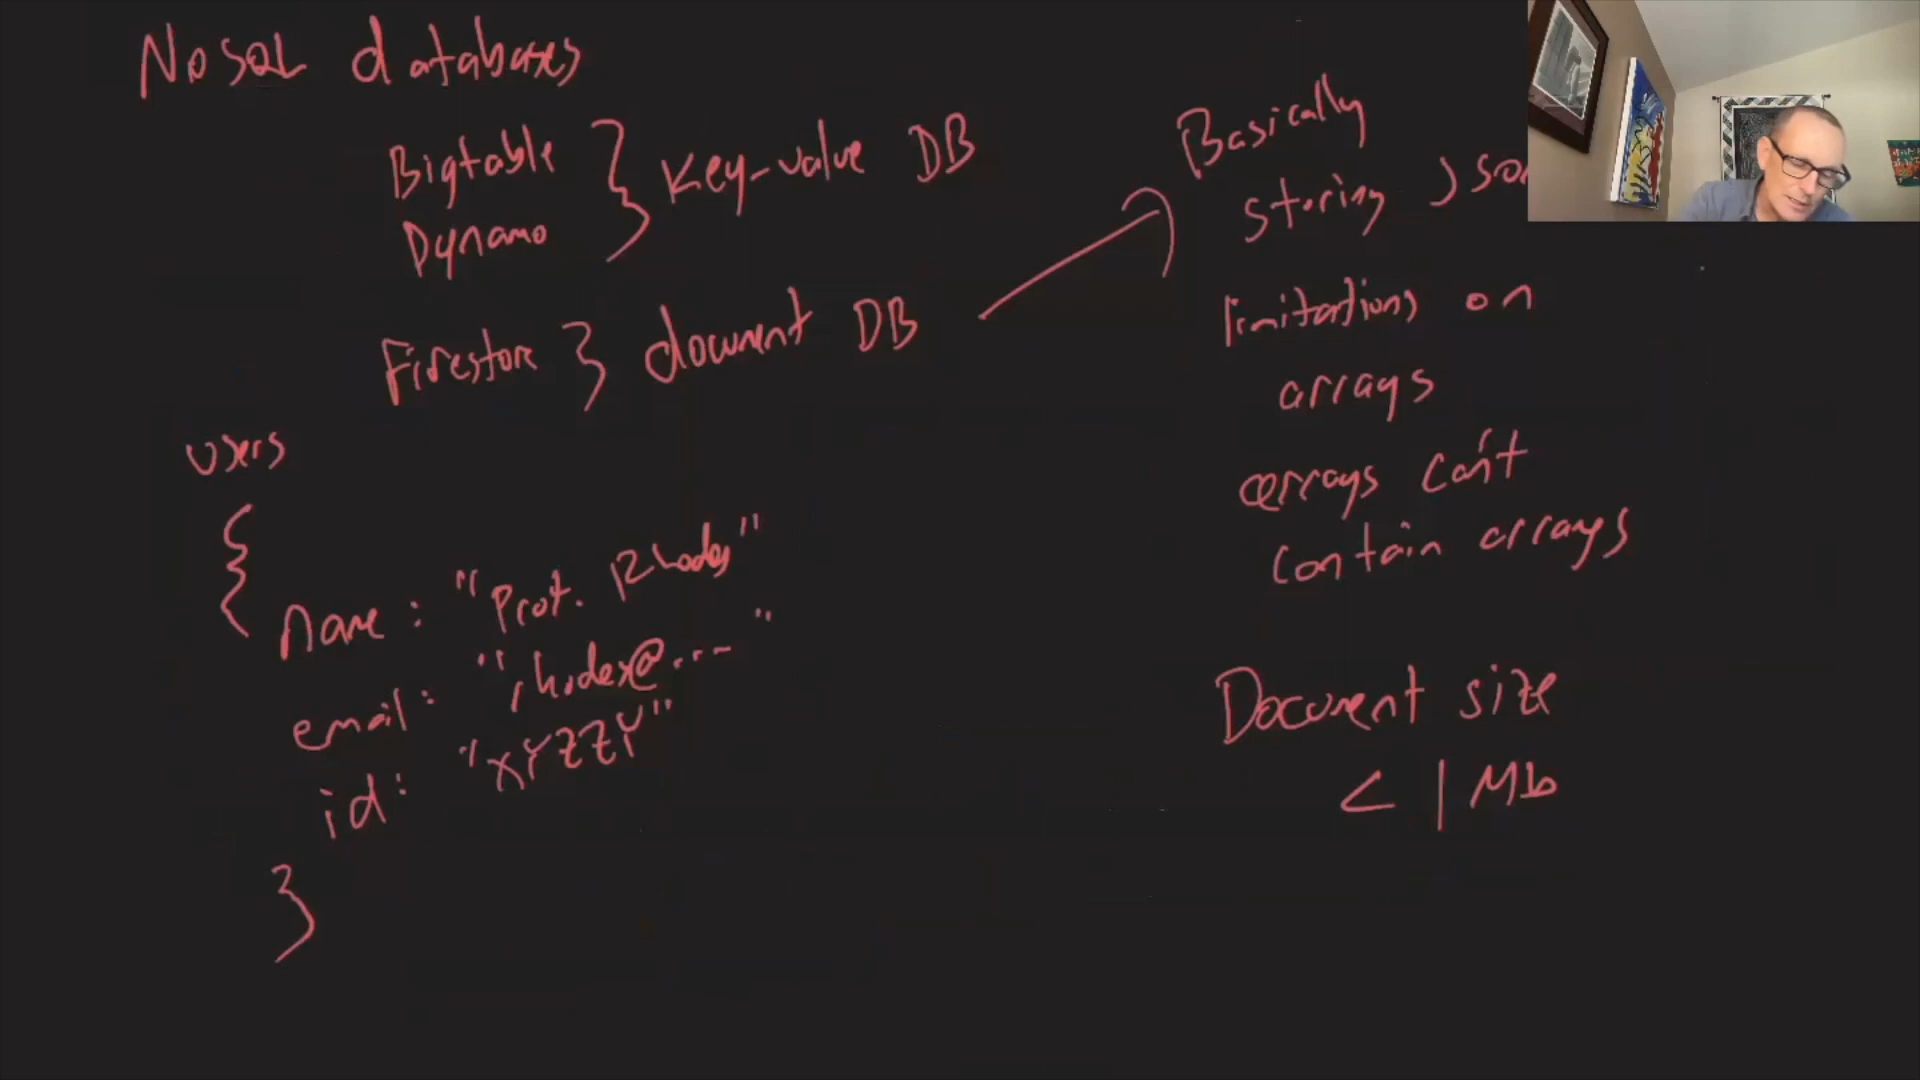 NoSQL databases
Bigtable } Key-value DB
Dynamo
Firestore } document DB
Users
{
name : "Prof. Rhodes"
email: "rhodes@..."
id: "XYZZY"
}
Basically
storing JSON
limitations on
arrays
arrays can't
contain arrays
Document size
< 1 Mb